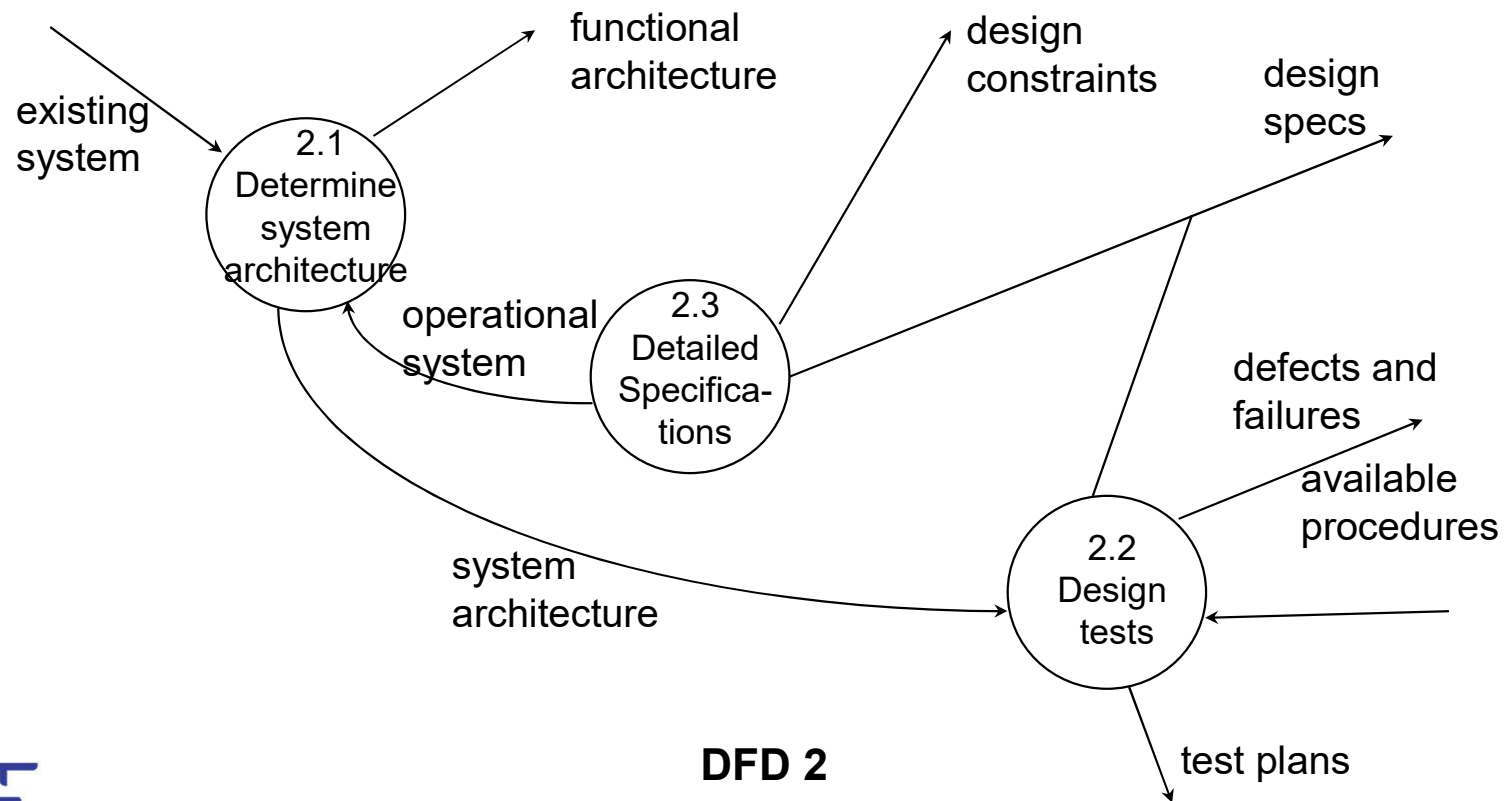 functional
architecture
design
constraints
design
specs
existing
system
2.1
Determine
system
architecture
operational
system
2.3
Detailed
Specifica-
tions
defects and
failures
available
procedures
system
architecture
2.2
Design
tests
DFD 2
test plans